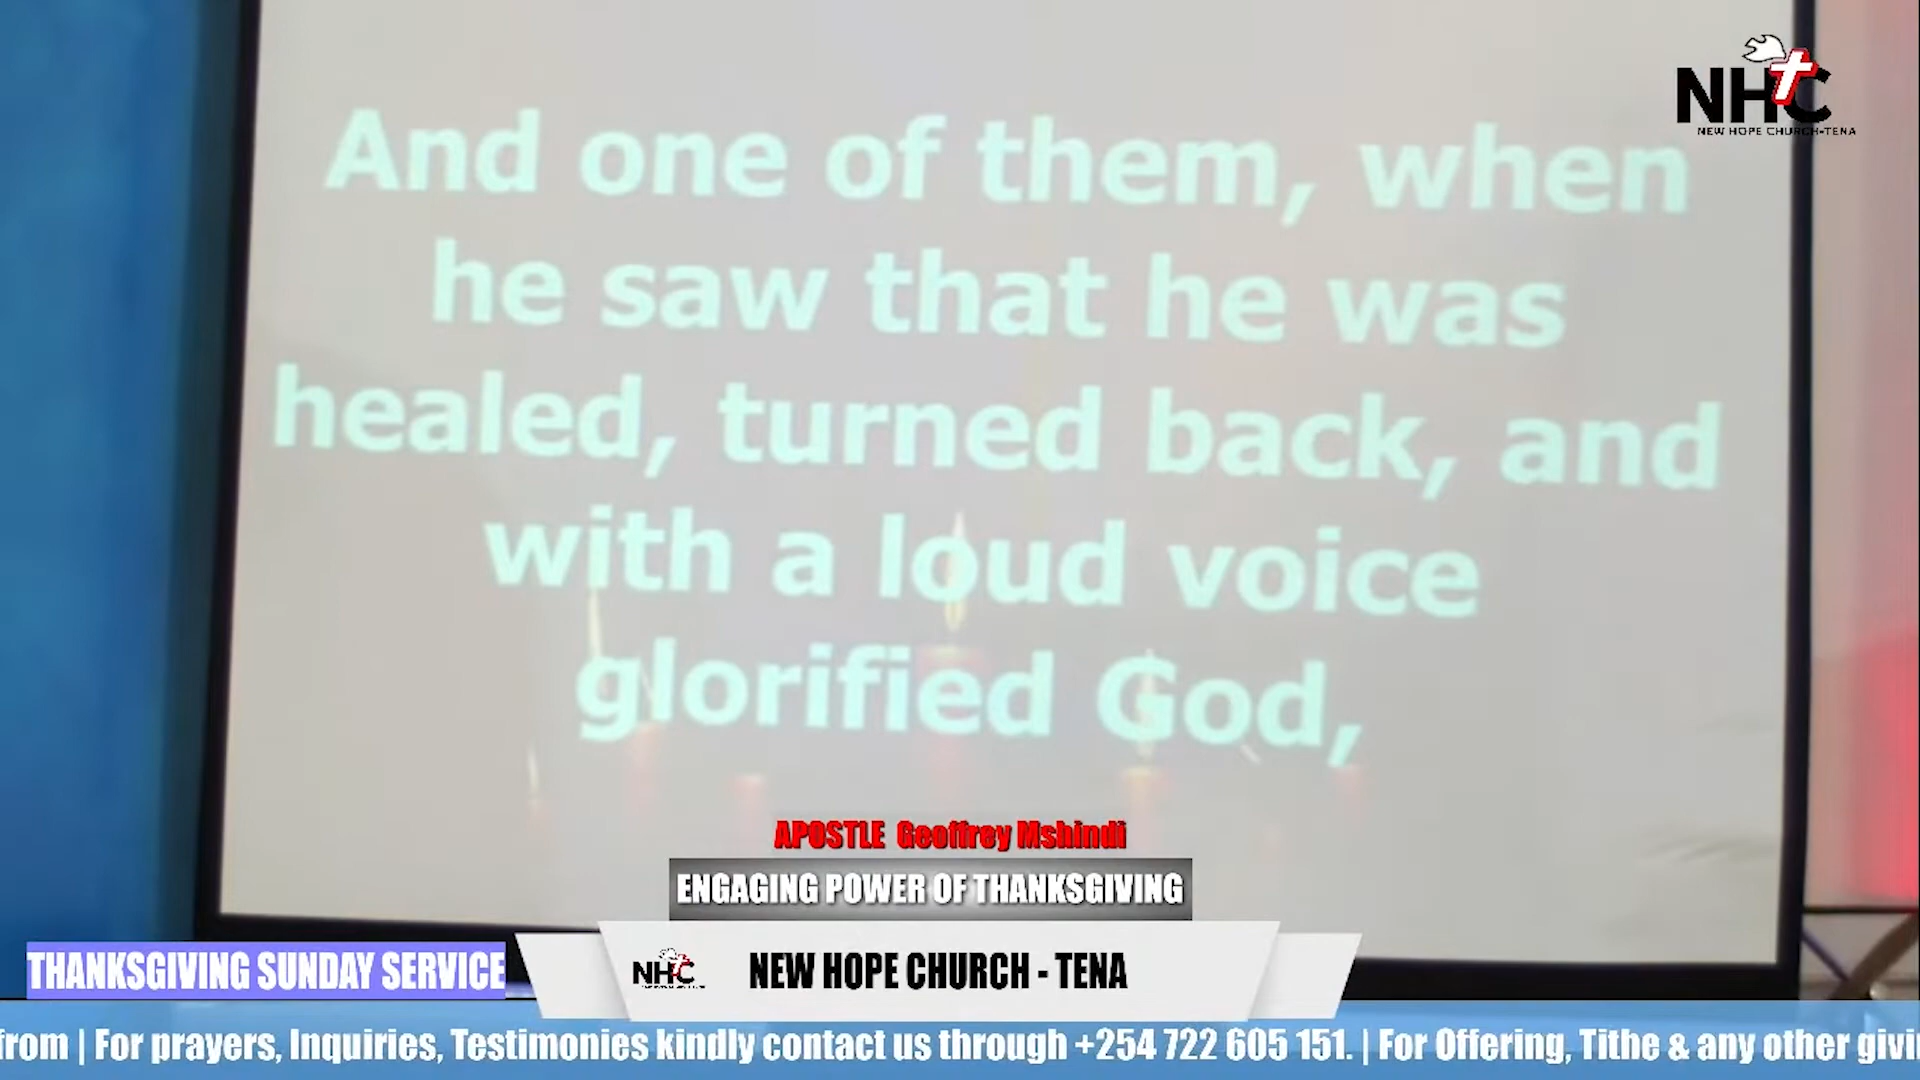 NHC
NEW HOPE CHURCH-TENA
And one of them, when
he saw that he was
healed, turned back, and
with a loud voice
glorified God,
APOSTLE Geoffrey Mshindi
ENGAGING POWER OF THANKSGIVING
NHC
NEW HOPE CHURCH - TENA
THANKSGIVING SUNDAY SERVICE
from | For prayers, Inquiries, Testimonies kindly contact us through +254 722 605 151. | For Offering, Tithe & any other givi